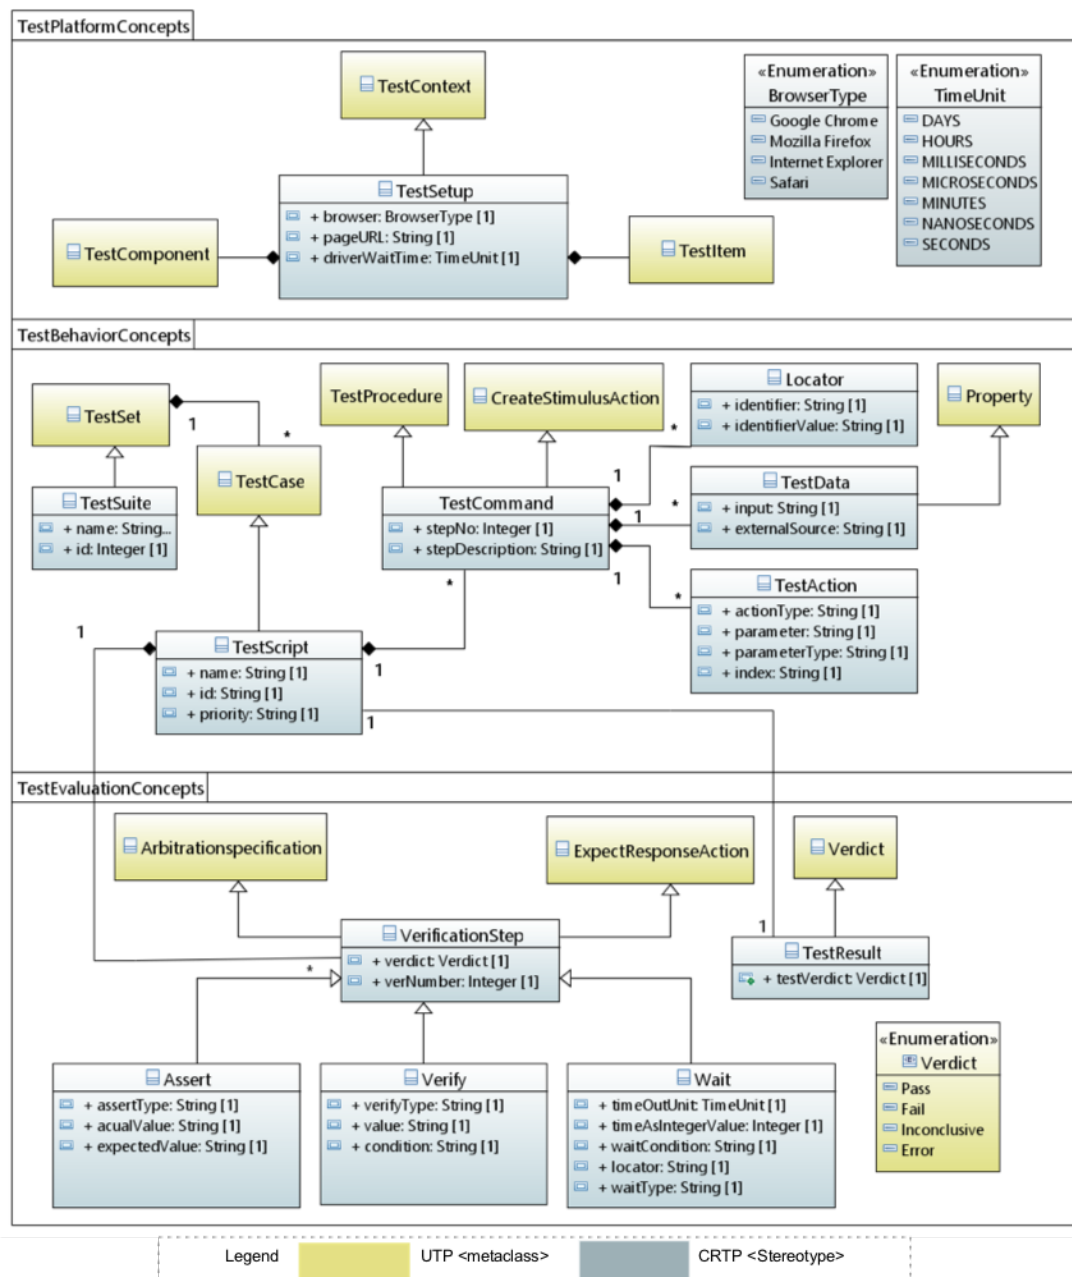 TestPlatformConcepts
TestContext
«Enumeration»
BrowserType
Google Chrome
Mozilla Firefox
Internet Explorer
Safari
«Enumeration»
TimeUnit
DAYS
HOURS
MILLISECONDS
MICROSECONDS
MINUTES
NANOSECONDS
SECONDS
TestSetup
+ browser: BrowserType [1]
+ pageURL: String [1]
+ driverWaitTime: TimeUnit [1]
TestComponent
TestItem
TestBehaviorConcepts
TestSet
1
*
TestCase
TestSuite
+ name: String...
+ id: Integer [1]
TestProcedure
CreateStimulusAction
Locator
+ identifier: String [1]
+ identifierValue: String [1]
Property
*
1
TestCommand
+ stepNo: Integer [1]
+ stepDescription: String [1]
*
1
TestData
+ input: String [1]
+ externalSource: String [1]
1
*
TestAction
+ actionType: String [1]
+ parameter: String [1]
+ parameterType: String [1]
+ index: String [1]
*
1
TestScript
+ name: String [1]
+ id: String [1]
+ priority: String [1]
1
1
TestEvaluationConcepts
Arbitrationspecification
ExpectResponseAction
Verdict
VerificationStep
+ verdict: Verdict [1]
+ verNumber: Integer [1]
*
1
TestResult
+ testVerdict: Verdict [1]
Assert
+ assertType: String [1]
+ acualValue: String [1]
+ expectedValue: String [1]
Verify
+ verifyType: String [1]
+ value: String [1]
+ condition: String [1]
Wait
+ timeOutUnit: TimeUnit [1]
+ timeAsIntegerValue: Integer [1]
+ waitCondition: String [1]
+ locator: String [1]
+ waitType: String [1]
«Enumeration»
Verdict
Pass
Fail
Inconclusive
Error
Legend
UTP <metaclass>
CRTP <Stereotype>